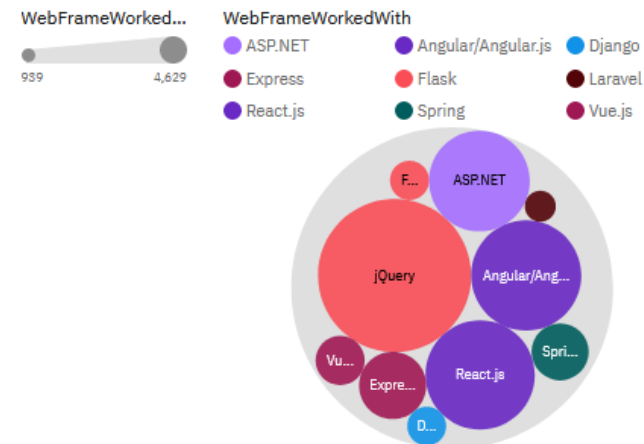 WebFrameWorked...
939
4,629
WebFrameWorkedWith
ASP.NET
Angular/Angular.js
Django
Express
Flask
Laravel
React.js
Spring
Vue.js
F...
ASP.NET
jQuery
Angular/Ang...
Vu...
Expre...
React.js
Spri...
D...